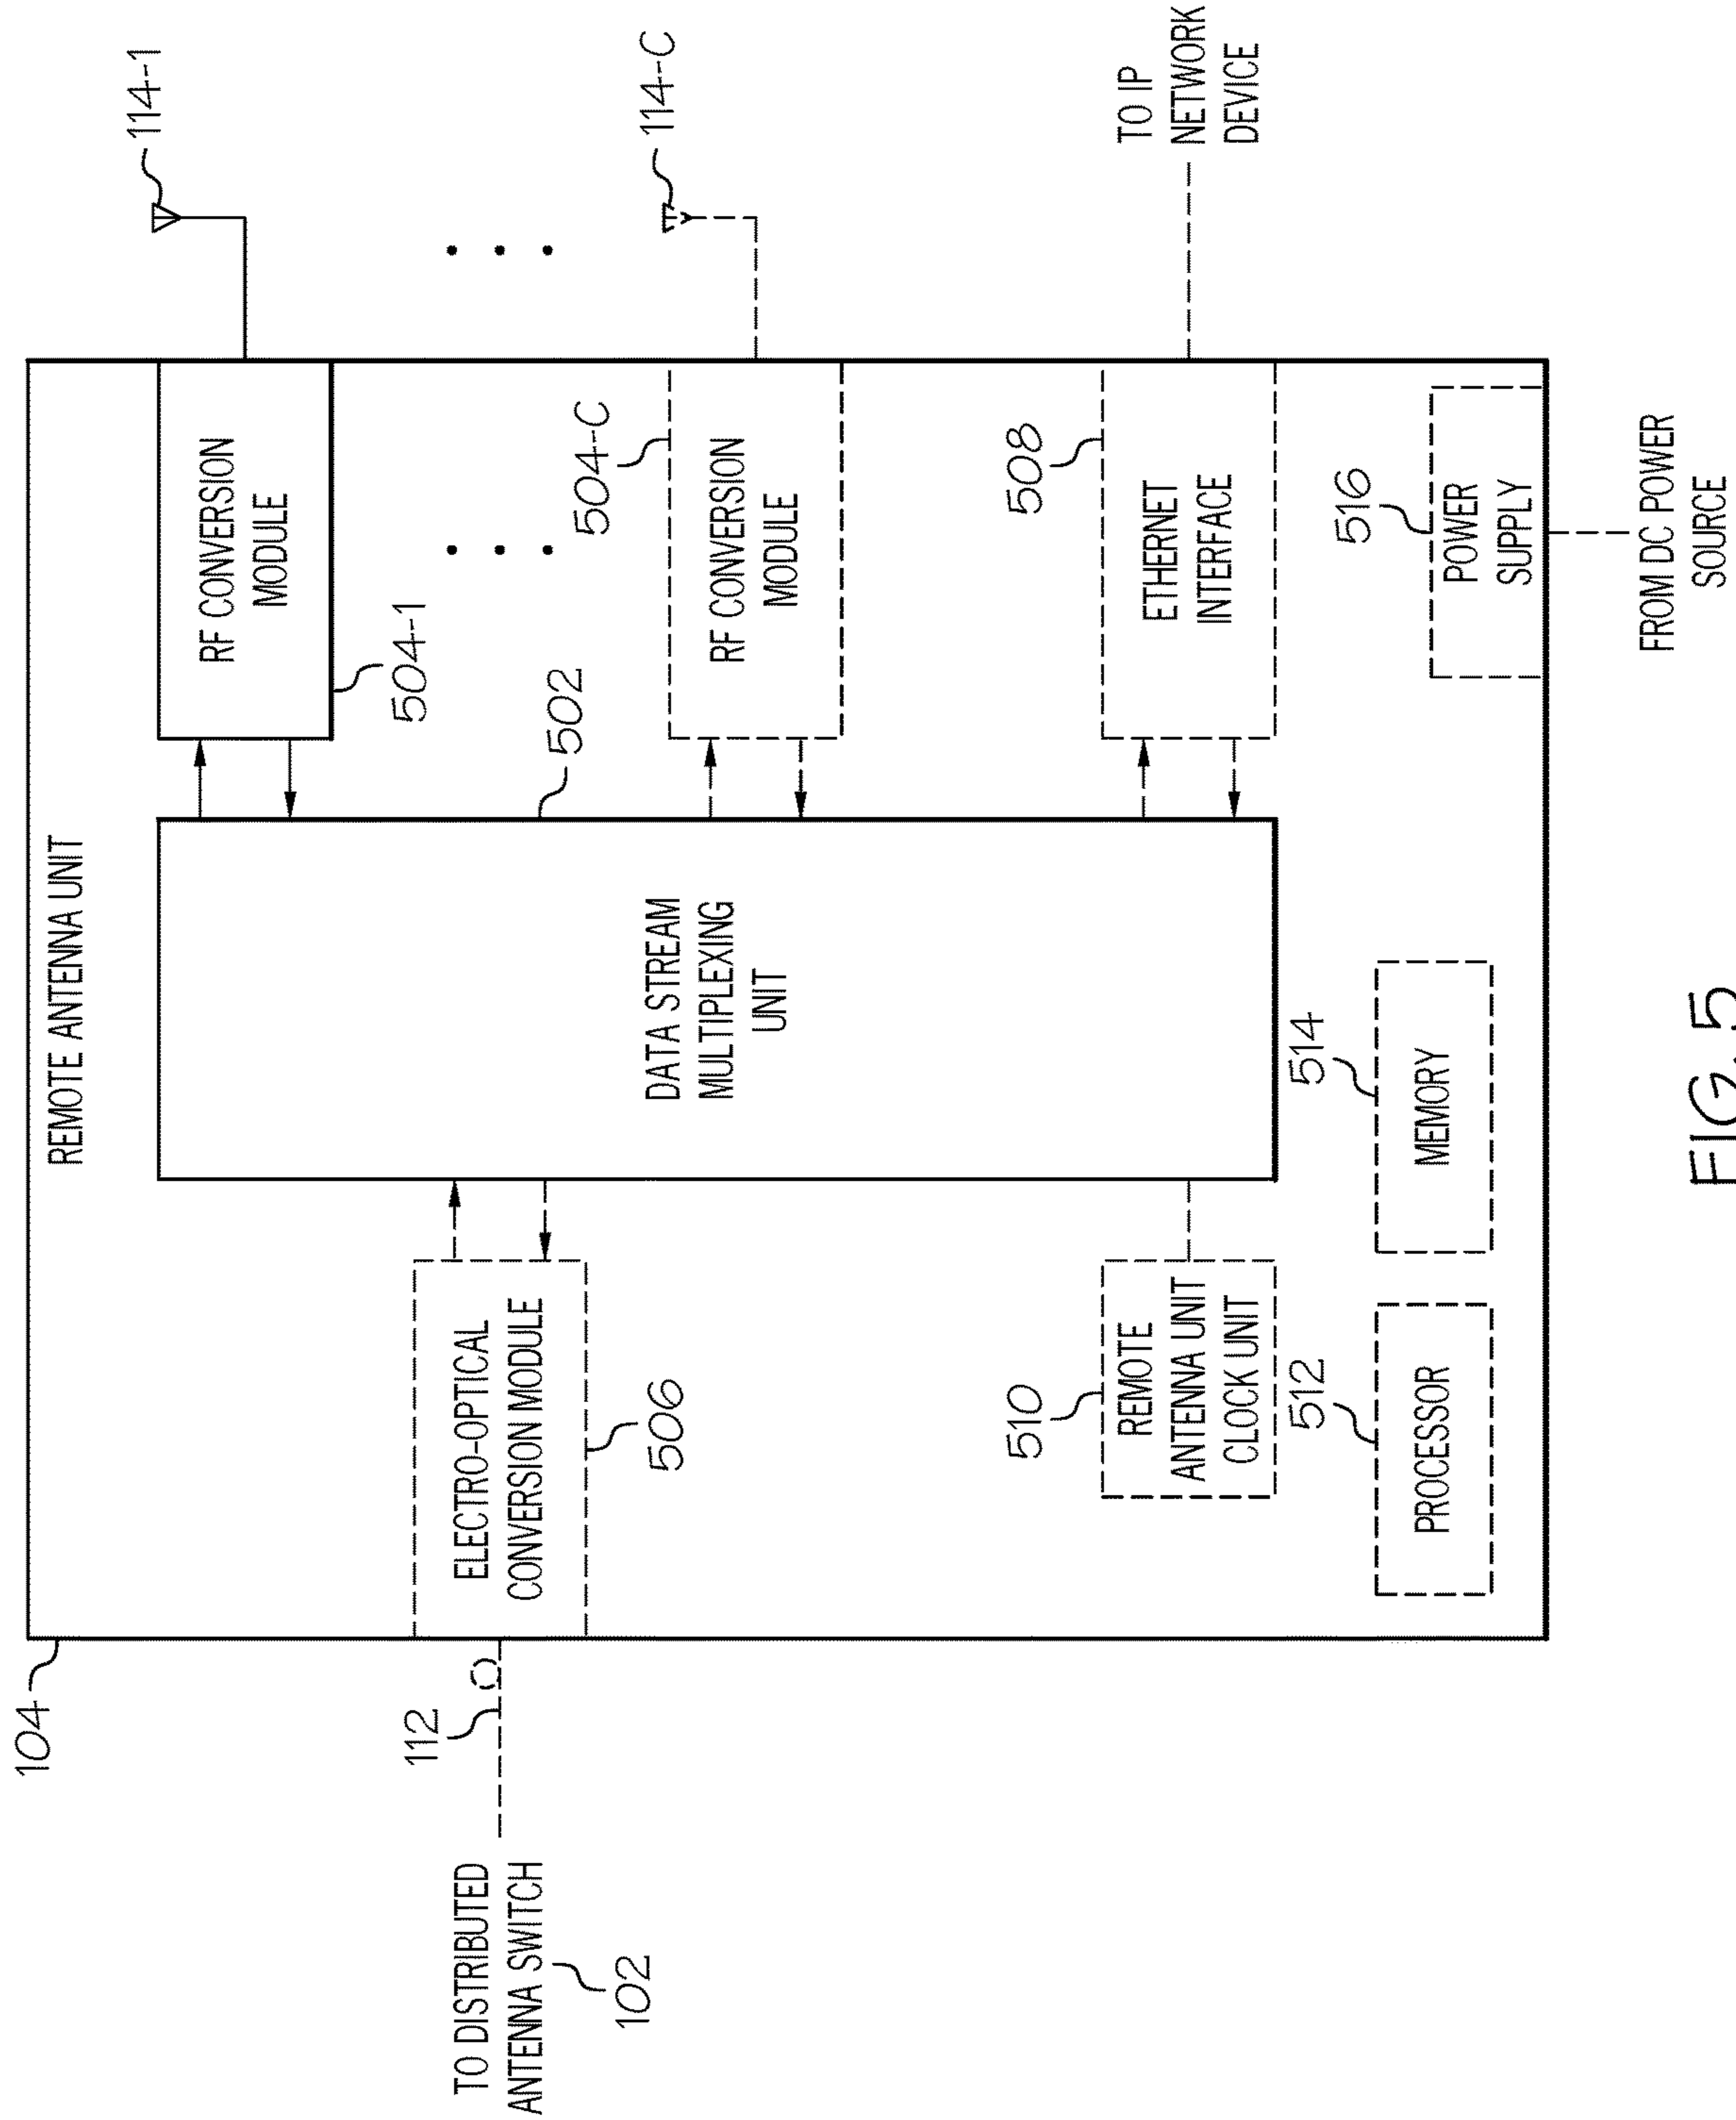 104
REMOTE ANTENNA UNIT
114-1
RF CONVERSION
MODULE
504-1
TO DISTRIBUTED
ANTENNA SWITCH
102
112
ELECTRO-OPTICAL
CONVERSION MODULE
506
DATA STREAM
MULTIPLEXING
UNIT
502
504-C
RF CONVERSION
MODULE
114-C
510
REMOTE
ANTENNA UNIT
CLOCK UNIT
508
ETHERNET
INTERFACE
TO IP
NETWORK
DEVICE
512
PROCESSOR
514
MEMORY
516
POWER
SUPPLY
FROM DC POWER
SOURCE
FIG. 5